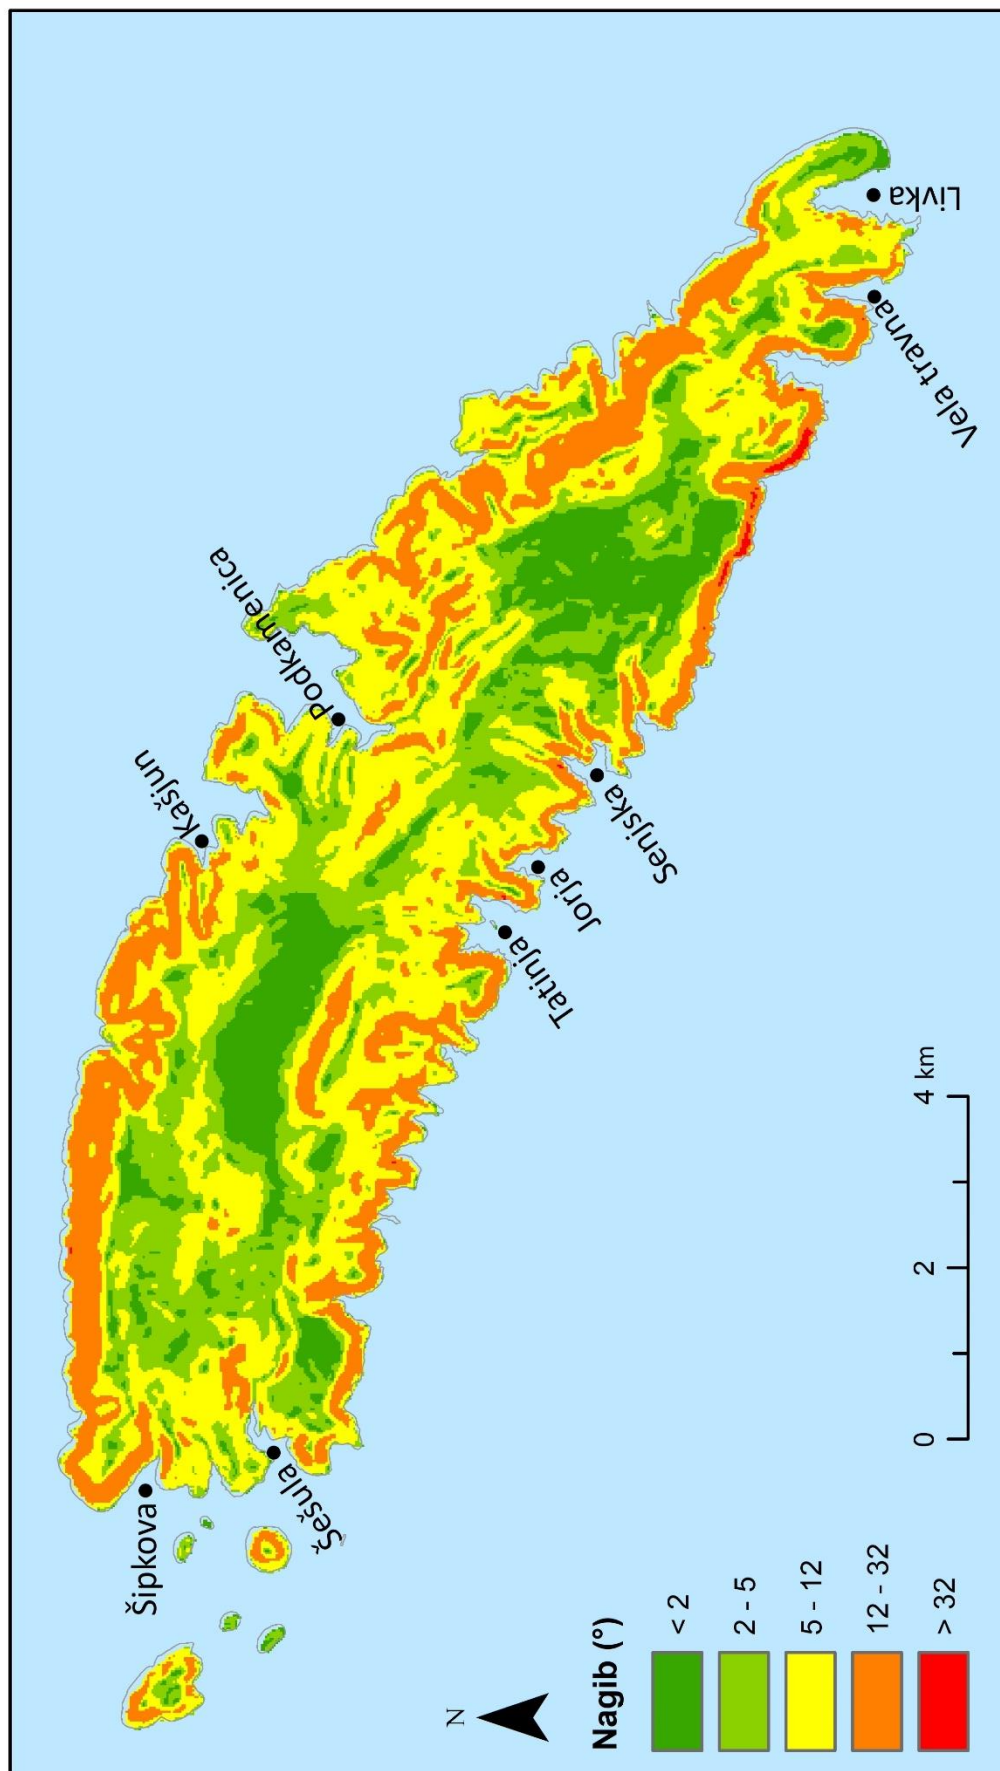 Šipkova
Šešula
Kašjun
Podkamenica
Tatinja
Jorja
Senjska
Vela travna
Livka
N
Nagib (°)
< 2
2 - 5
5 - 12
12 - 32
> 32
0 2 4 km